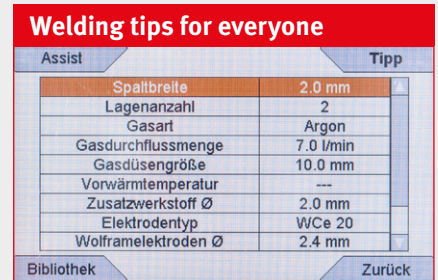 Welding tips for everyone
Assist Tipp
Spaltbreite 2.0 mm
Lagenanzahl 2
Gasart Argon
Gasdurchflussmenge 7.0 l/min
Gasdüsengröße 10.0 mm
Vorwärmtemperatur ---
Zusatzwerkstoff Ø 2.0 mm
Elektrodentyp WCe 20
Wolframelektroden Ø 2.4 mm
Bibliothek Zurück